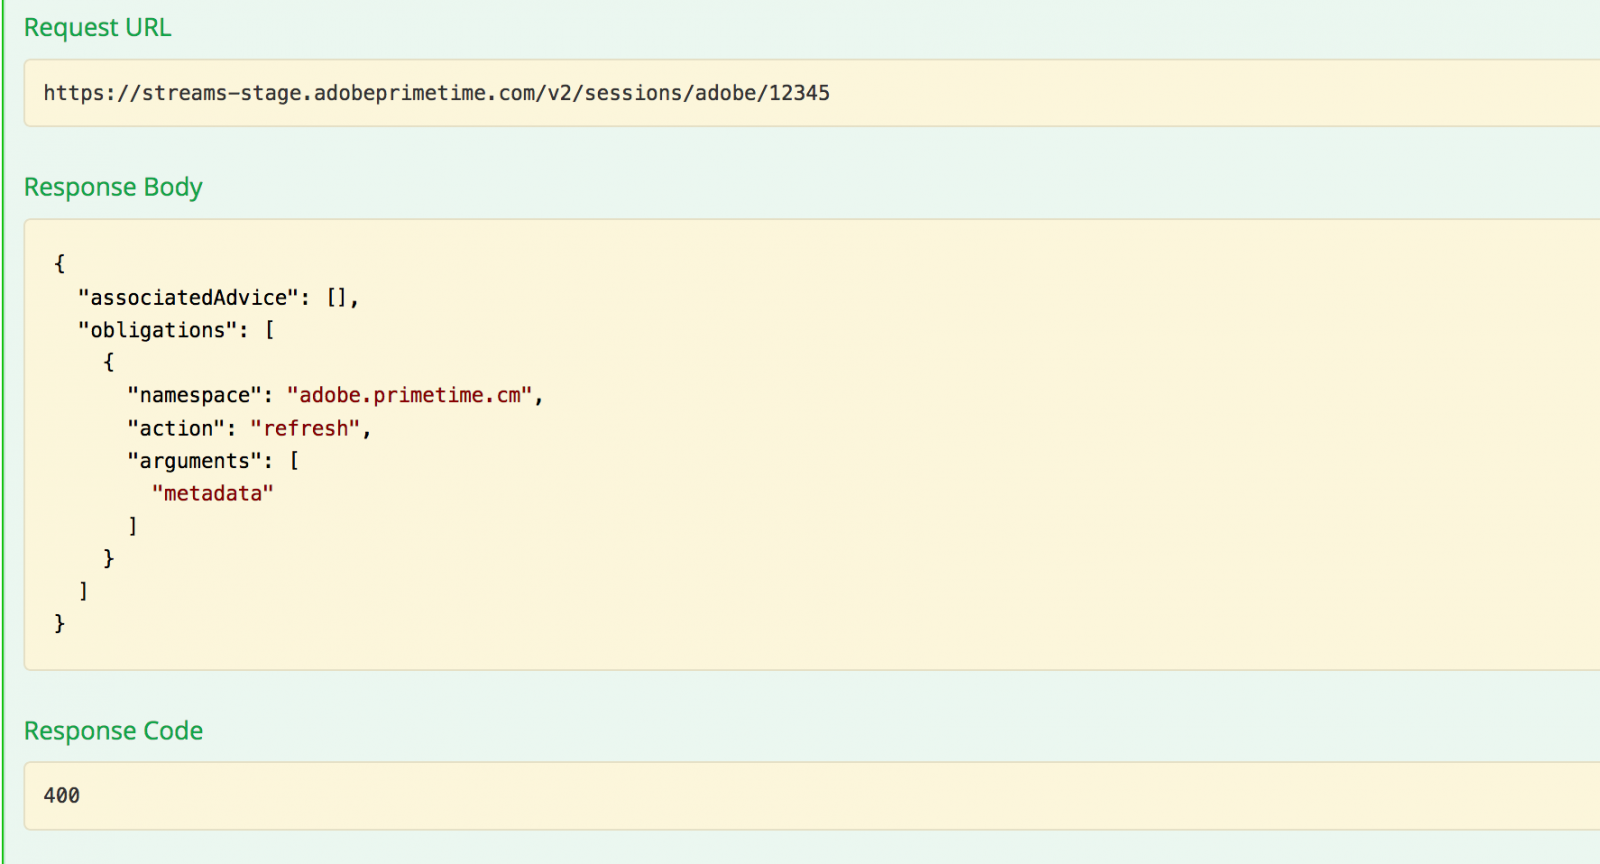 Request URL
https://streams-stage.adobeprimetime.com/v2/sessions/adobe/12345
Response Body
{
  "associatedAdvice": [],
  "obligations": [
    {
      "namespace": "adobe.primetime.cm",
      "action": "refresh",
      "arguments": [
        "metadata"
      ]
    }
  ]
}
Response Code
400